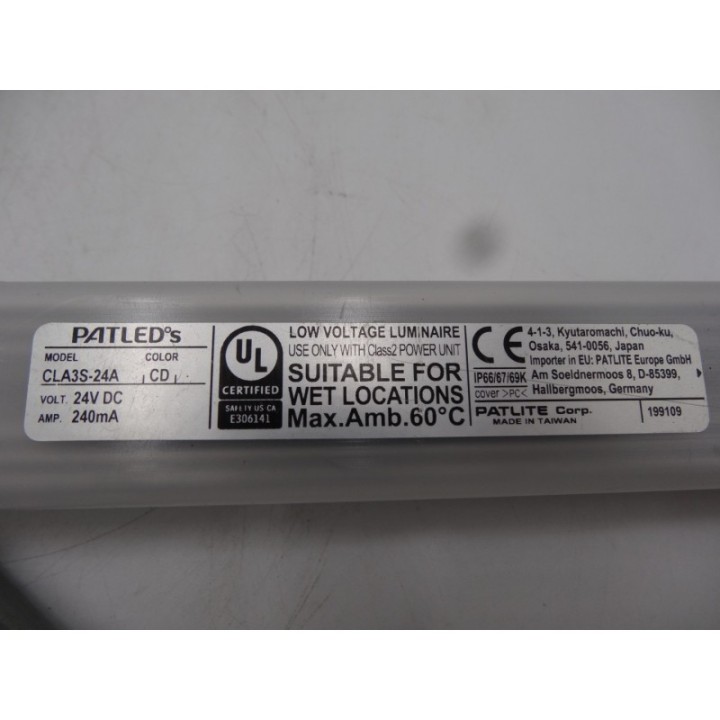 PATLED°s
MODEL COLOR
CLA3S-24A CD
VOLT. 24V DC
AMP. 240mA
UL
CERTIFIED
SAFETY US CA
E306141
LOW VOLTAGE LUMINAIRE
USE ONLY WITH Class2 POWER UNIT
SUITABLE FOR
WET LOCATIONS
Max.Amb.60°C
CE
IP66/67/69K
cover >PC<
4-1-3, Kyutaromachi, Chuo-ku,
Osaka, 541-0056, Japan
Importer in EU: PATLITE Europe GmbH
Am Soeldnermoos 8, D-85399,
Hallbergmoos, Germany
PATLITE Corp.
MADE IN TAIWAN
199109